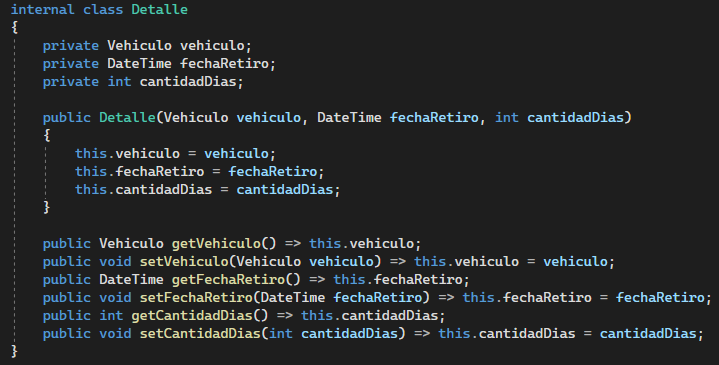 internal class Detalle
{
    private Vehiculo vehiculo;
    private DateTime fechaRetiro;
    private int cantidadDias;

    public Detalle(Vehiculo vehiculo, DateTime fechaRetiro, int cantidadDias)
    {
        this.vehiculo = vehiculo;
        this.fechaRetiro = fechaRetiro;
        this.cantidadDias = cantidadDias;
    }

    public Vehiculo getVehiculo() => this.vehiculo;
    public void setVehiculo(Vehiculo vehiculo) => this.vehiculo = vehiculo;
    public DateTime getFechaRetiro() => this.fechaRetiro;
    public void setFechaRetiro(DateTime fechaRetiro) => this.fechaRetiro = fechaRetiro;
    public int getCantidadDias() => this.cantidadDias;
    public void setCantidadDias(int cantidadDias) => this.cantidadDias = cantidadDias;
}